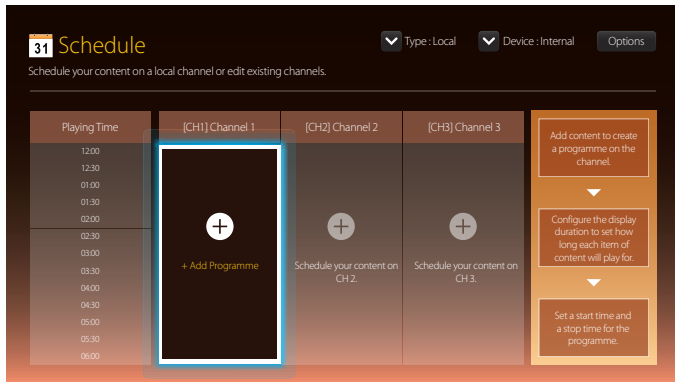 31 Schedule
Type : Local
Device : Internal
Options
Schedule your content on a local channel or edit existing channels.
Playing Time
[CH1] Channel 1
[CH2] Channel 2
[CH3] Channel 3
12:00
12:30
01:00
01:30
02:00
02:30
03:00
03:30
04:00
04:30
05:00
05:30
06:00
+ Add Programme
Schedule your content on
CH 2.
Schedule your content on
CH 3.
Add content to create
a programme on the
channel.
Configure the display
duration to set how
long each item of
content will play for.
Set a start time and
a stop time for the
programme.